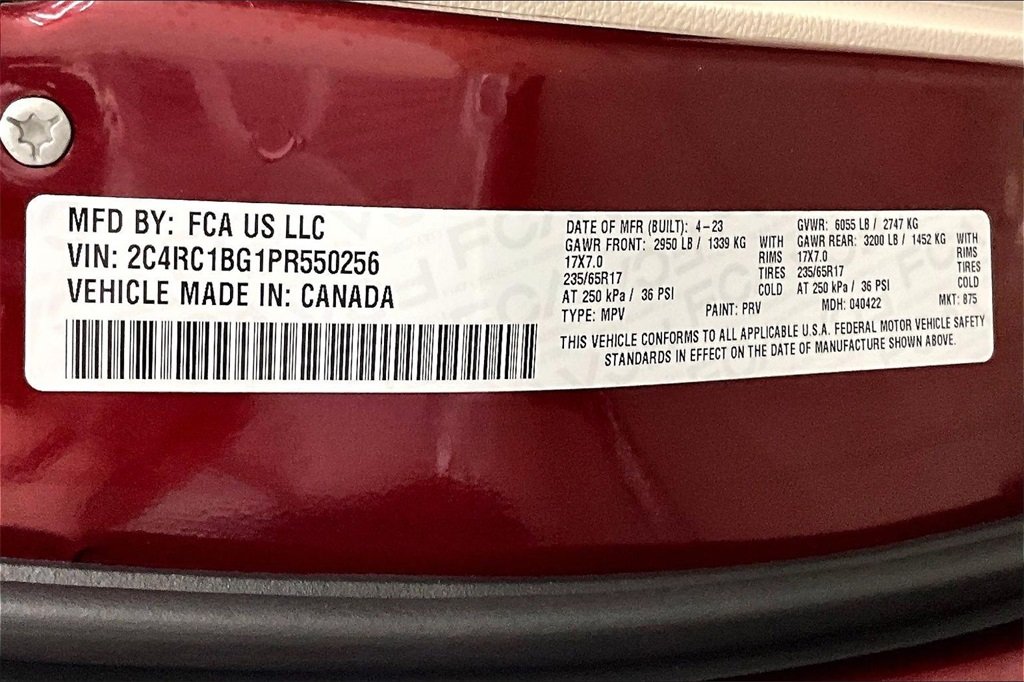 MFD BY: FCA US LLC
VIN: 2C4RC1BG1PR550256
VEHICLE MADE IN: CANADA
DATE OF MFR (BUILT): 4-23
GAWR FRONT: 2950 LB / 1339 KG WITH
17X7.0 RIMS
235/65R17 TIRES
AT 250 kPa / 36 PSI COLD
TYPE: MPV PAINT: PRV
GVWR: 6055 LB / 2747 KG
GAWR REAR: 3200 LB / 1452 KG WITH
17X7.0 RIMS
235/65R17 TIRES
AT 250 kPa / 36 PSI COLD
MDH: 040422 MKT: 875
THIS VEHICLE CONFORMS TO ALL APPLICABLE U.S.A. FEDERAL MOTOR VEHICLE SAFETY
STANDARDS IN EFFECT ON THE DATE OF MANUFACTURE SHOWN ABOVE.